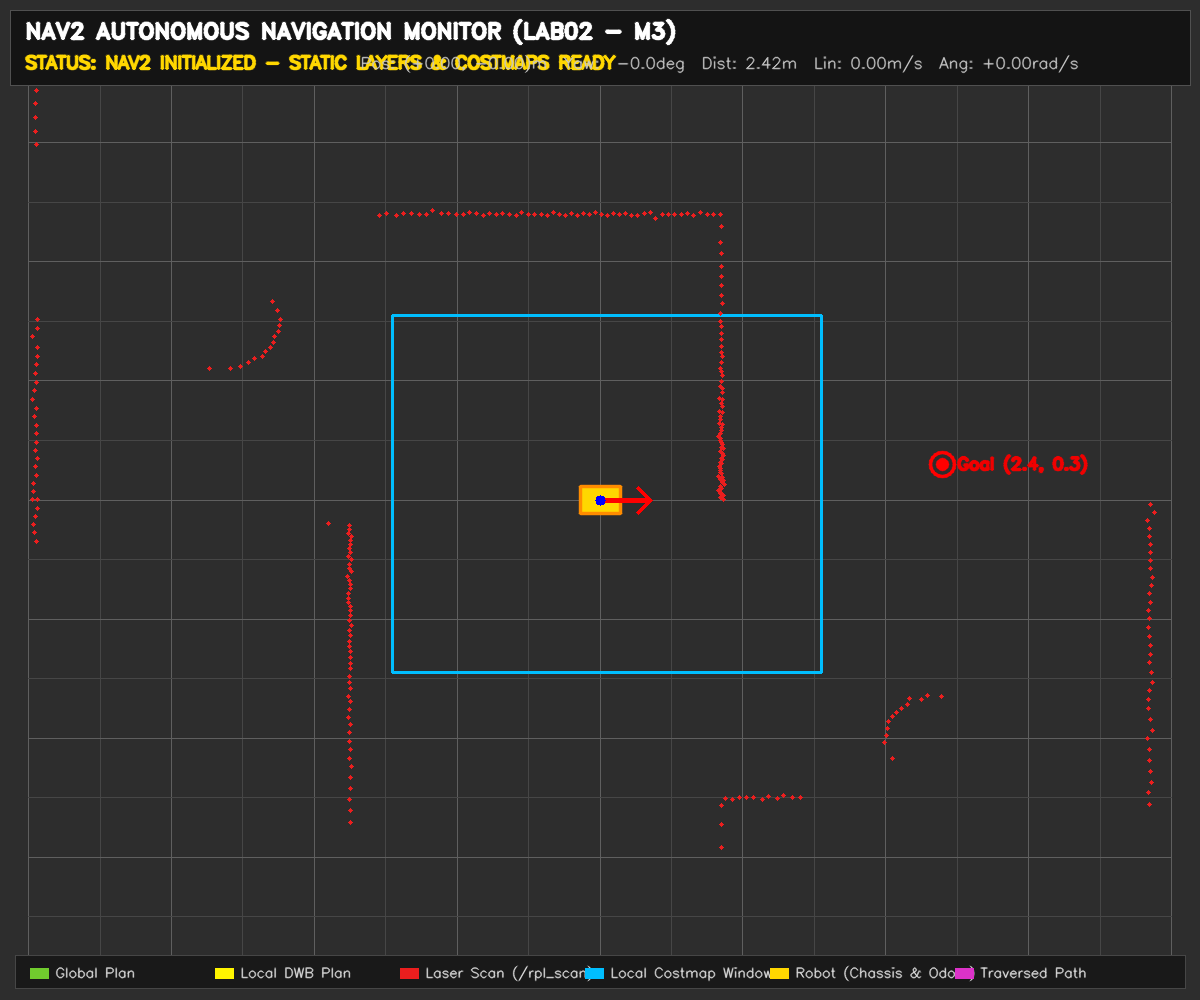 NAV2 AUTONOMOUS NAVIGATION MONITOR (LAB02 - M3)
STATUS: NAV2 INITIALIZED - STATIC LAYERS & COSTMAPS READY -0.0deg Dist: 2.42m Lin: 0.00m/s Ang: +0.00rad/s
Goal (2.4, 0.3)
Global Plan Local DWB Plan Laser Scan (/rpl_scan) Local Costmap Window Robot (Chassis & Odo Traversed Path